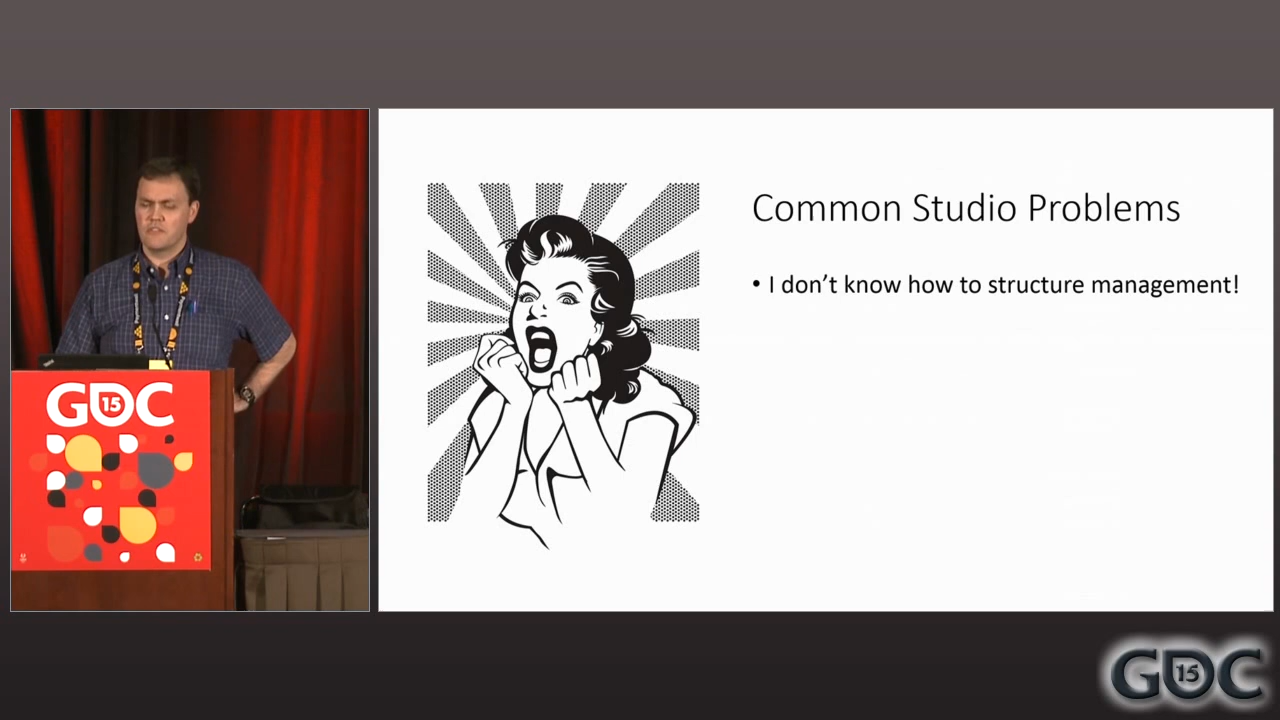 GDC
15
Common Studio Problems
• I don’t know how to structure management!
GDC
15